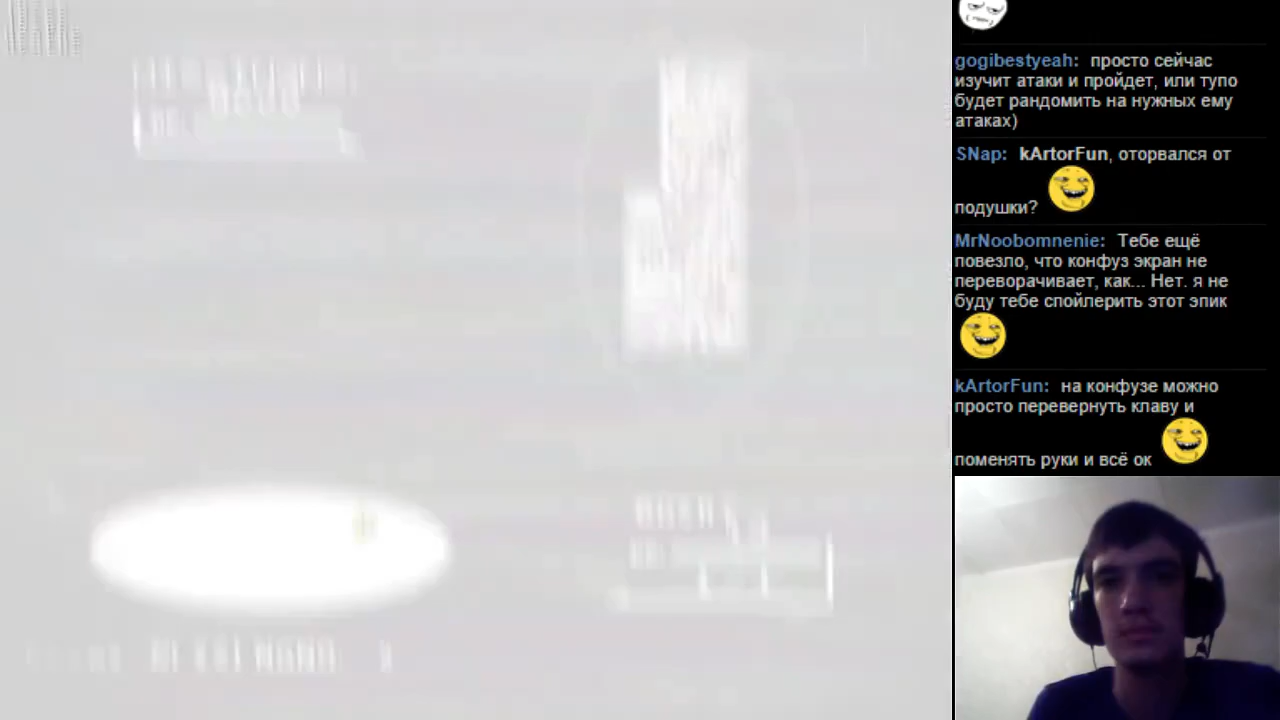 gogibestyeah: просто сейчас
изучит атаки и пройдет, или тупо
будет рандомить на нужных ему
атаках)
SNap: kArtorFun, оторвался от
подушки?
MrNoobomnenie: Тебе ещё
повезло, что конфуз экран не
переворачивает, как... Нет. я не
буду тебе спойлерить этот эпик
kArtorFun: на конфузе можно
просто перевернуть клаву и
поменять руки и всё ок